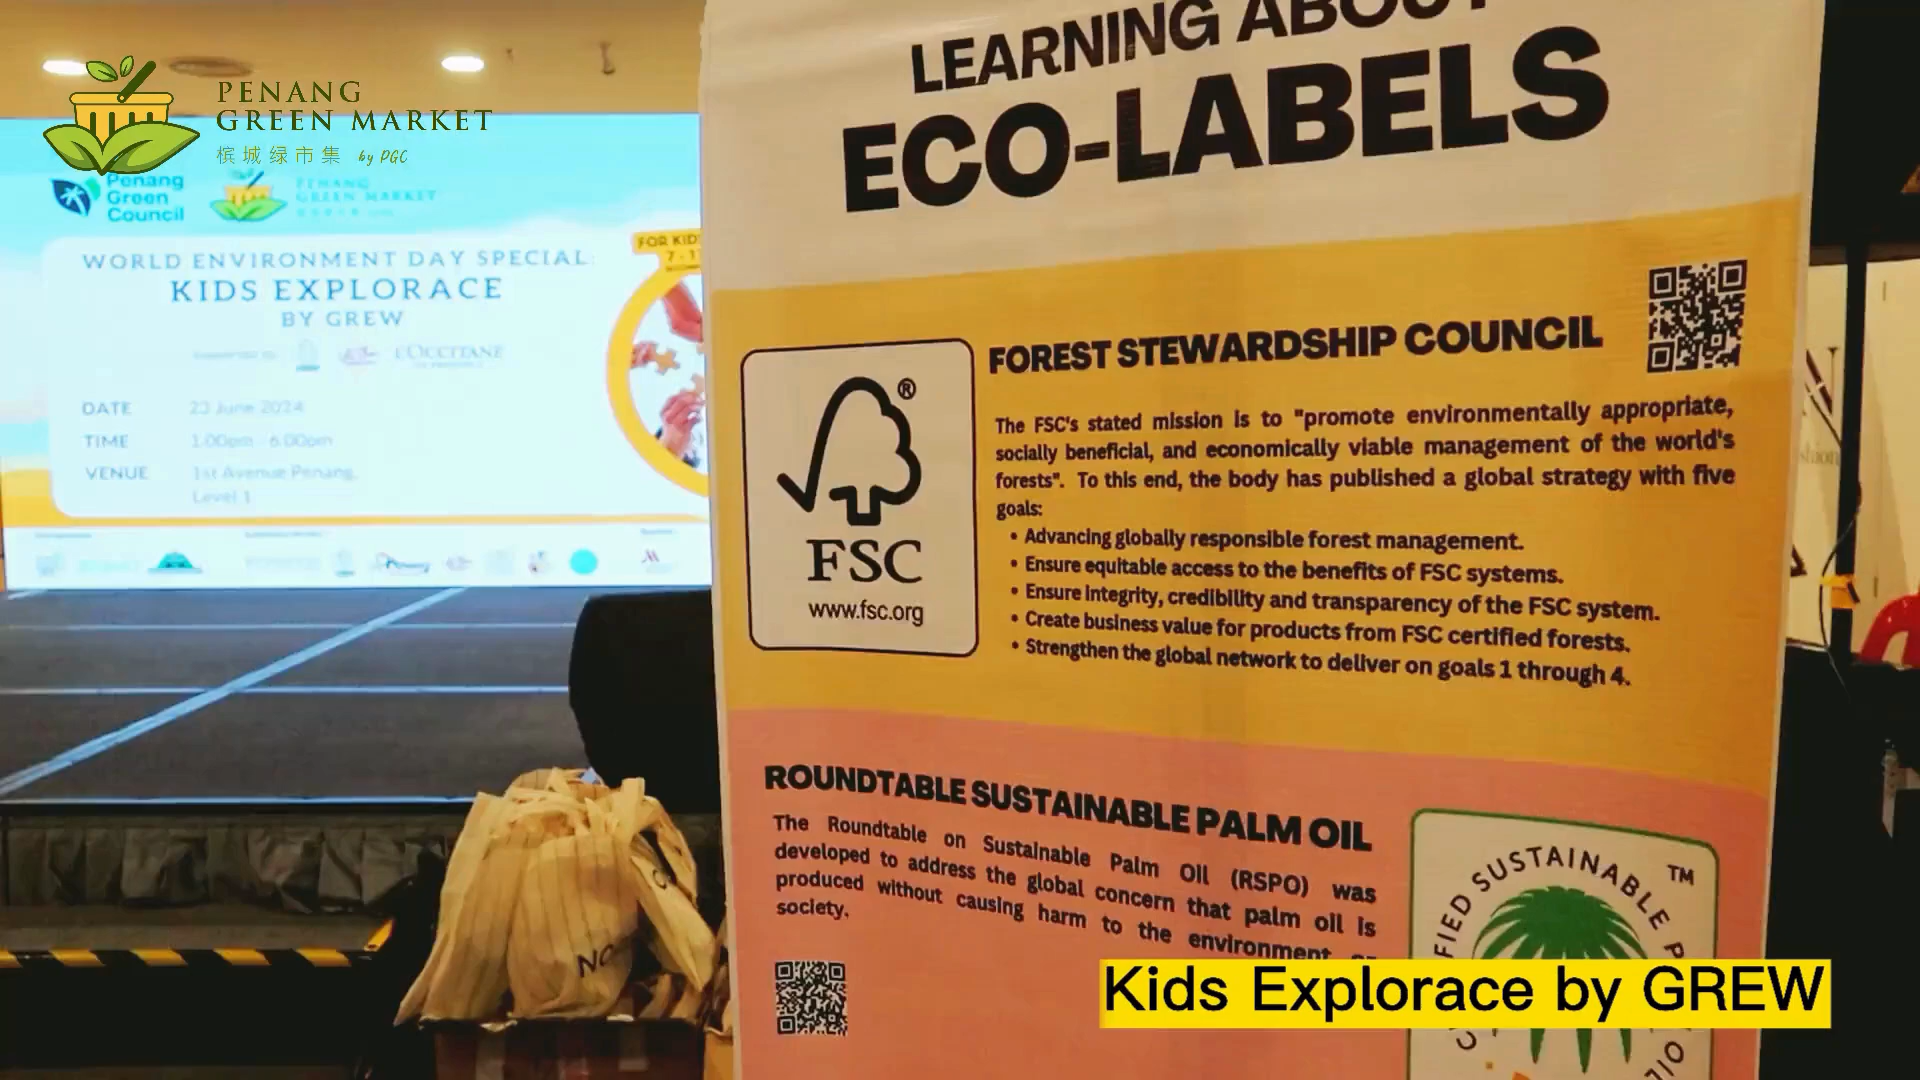 PENANG
GREEN MARKET
槟城绿市集 by PGC
Penang
Green
Council
PENANG
GREEN MARKET
WORLD ENVIRONMENT DAY SPECIAL:
KIDS EXPLORACE
BY GREW
L'OCCITANE
FOR KIDS
DATE 23 June 2024
TIME 1:00pm - 6:00pm
VENUE 1st Avenue Penang,
Level 1
LEARNING ABOUT
ECO-LABELS
FOREST STEWARDSHIP COUNCIL
®
FSC
www.fsc.org
The FSC's stated mission is to "promote environmentally appropriate,
socially beneficial, and economically viable management of the world's
forests". To this end, the body has published a global strategy with five
goals:
• Advancing globally responsible forest management.
• Ensure equitable access to the benefits of FSC systems.
• Ensure integrity, credibility and transparency of the FSC system.
• Create business value for products from FSC certified forests.
• Strengthen the global network to deliver on goals 1 through 4.
ROUNDTABLE SUSTAINABLE PALM OIL
The Roundtable on Sustainable Palm Oil (RSPO) was
developed to address the global concern that palm oil is
produced without causing harm to the environment or
society.
SUSTAINABLE
TM
OIL
Kids Explorace by GREW